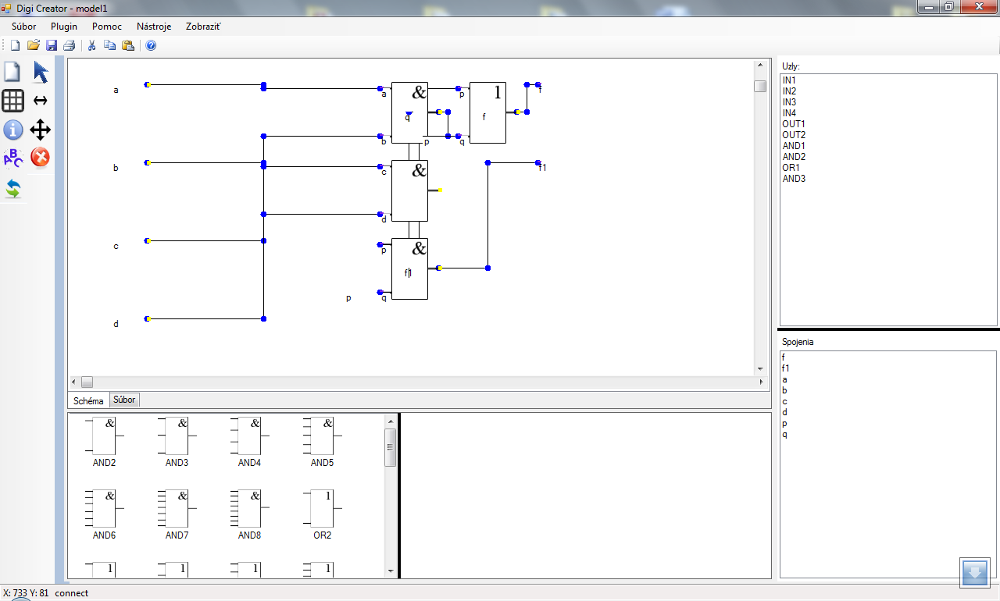 Digi Creator - model1
Súbor Plugin Pomoc Nástroje Zobraziť
ABC
a
b
c
d
a & p 1 f
q f
b p q
c & f1
d
p &
f1
p q
Schéma Súbor
& & & &
AND2 AND3 AND4 AND5
& & & 1
AND6 AND7 AND8 OR2
1 1 1 1
Uzly:
IN1
IN2
IN3
IN4
OUT1
OUT2
AND1
AND2
OR1
AND3
Spojenia
f
f1
a
b
c
d
p
q
X: 733 Y: 81 connect